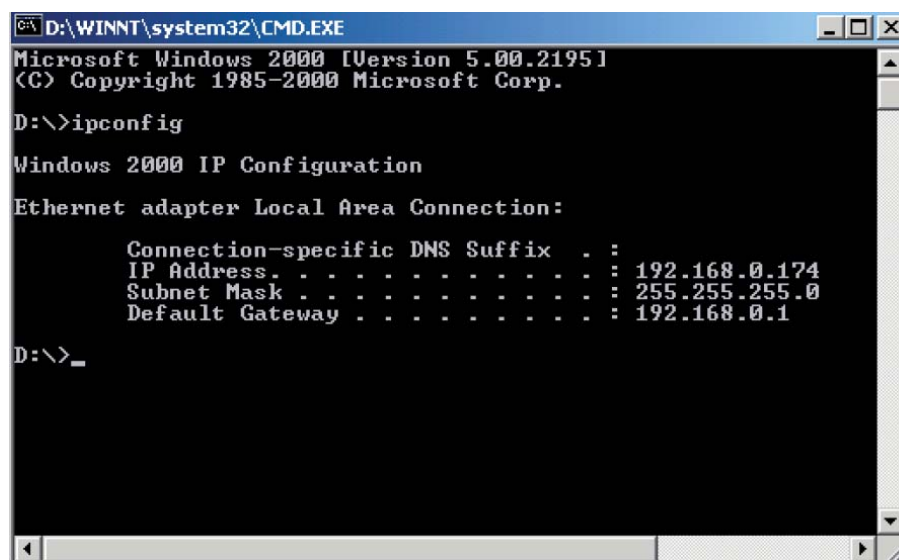 D:\WINNT\system32\CMD.EXE
Microsoft Windows 2000 [Version 5.00.2195]
(C) Copyright 1985-2000 Microsoft Corp.
D:\>ipconfig
Windows 2000 IP Configuration
Ethernet adapter Local Area Connection:
Connection-specific DNS Suffix . :
IP Address. . . . . . . . . . . . : 192.168.0.174
Subnet Mask . . . . . . . . . . . : 255.255.255.0
Default Gateway . . . . . . . . . : 192.168.0.1
D:\>_